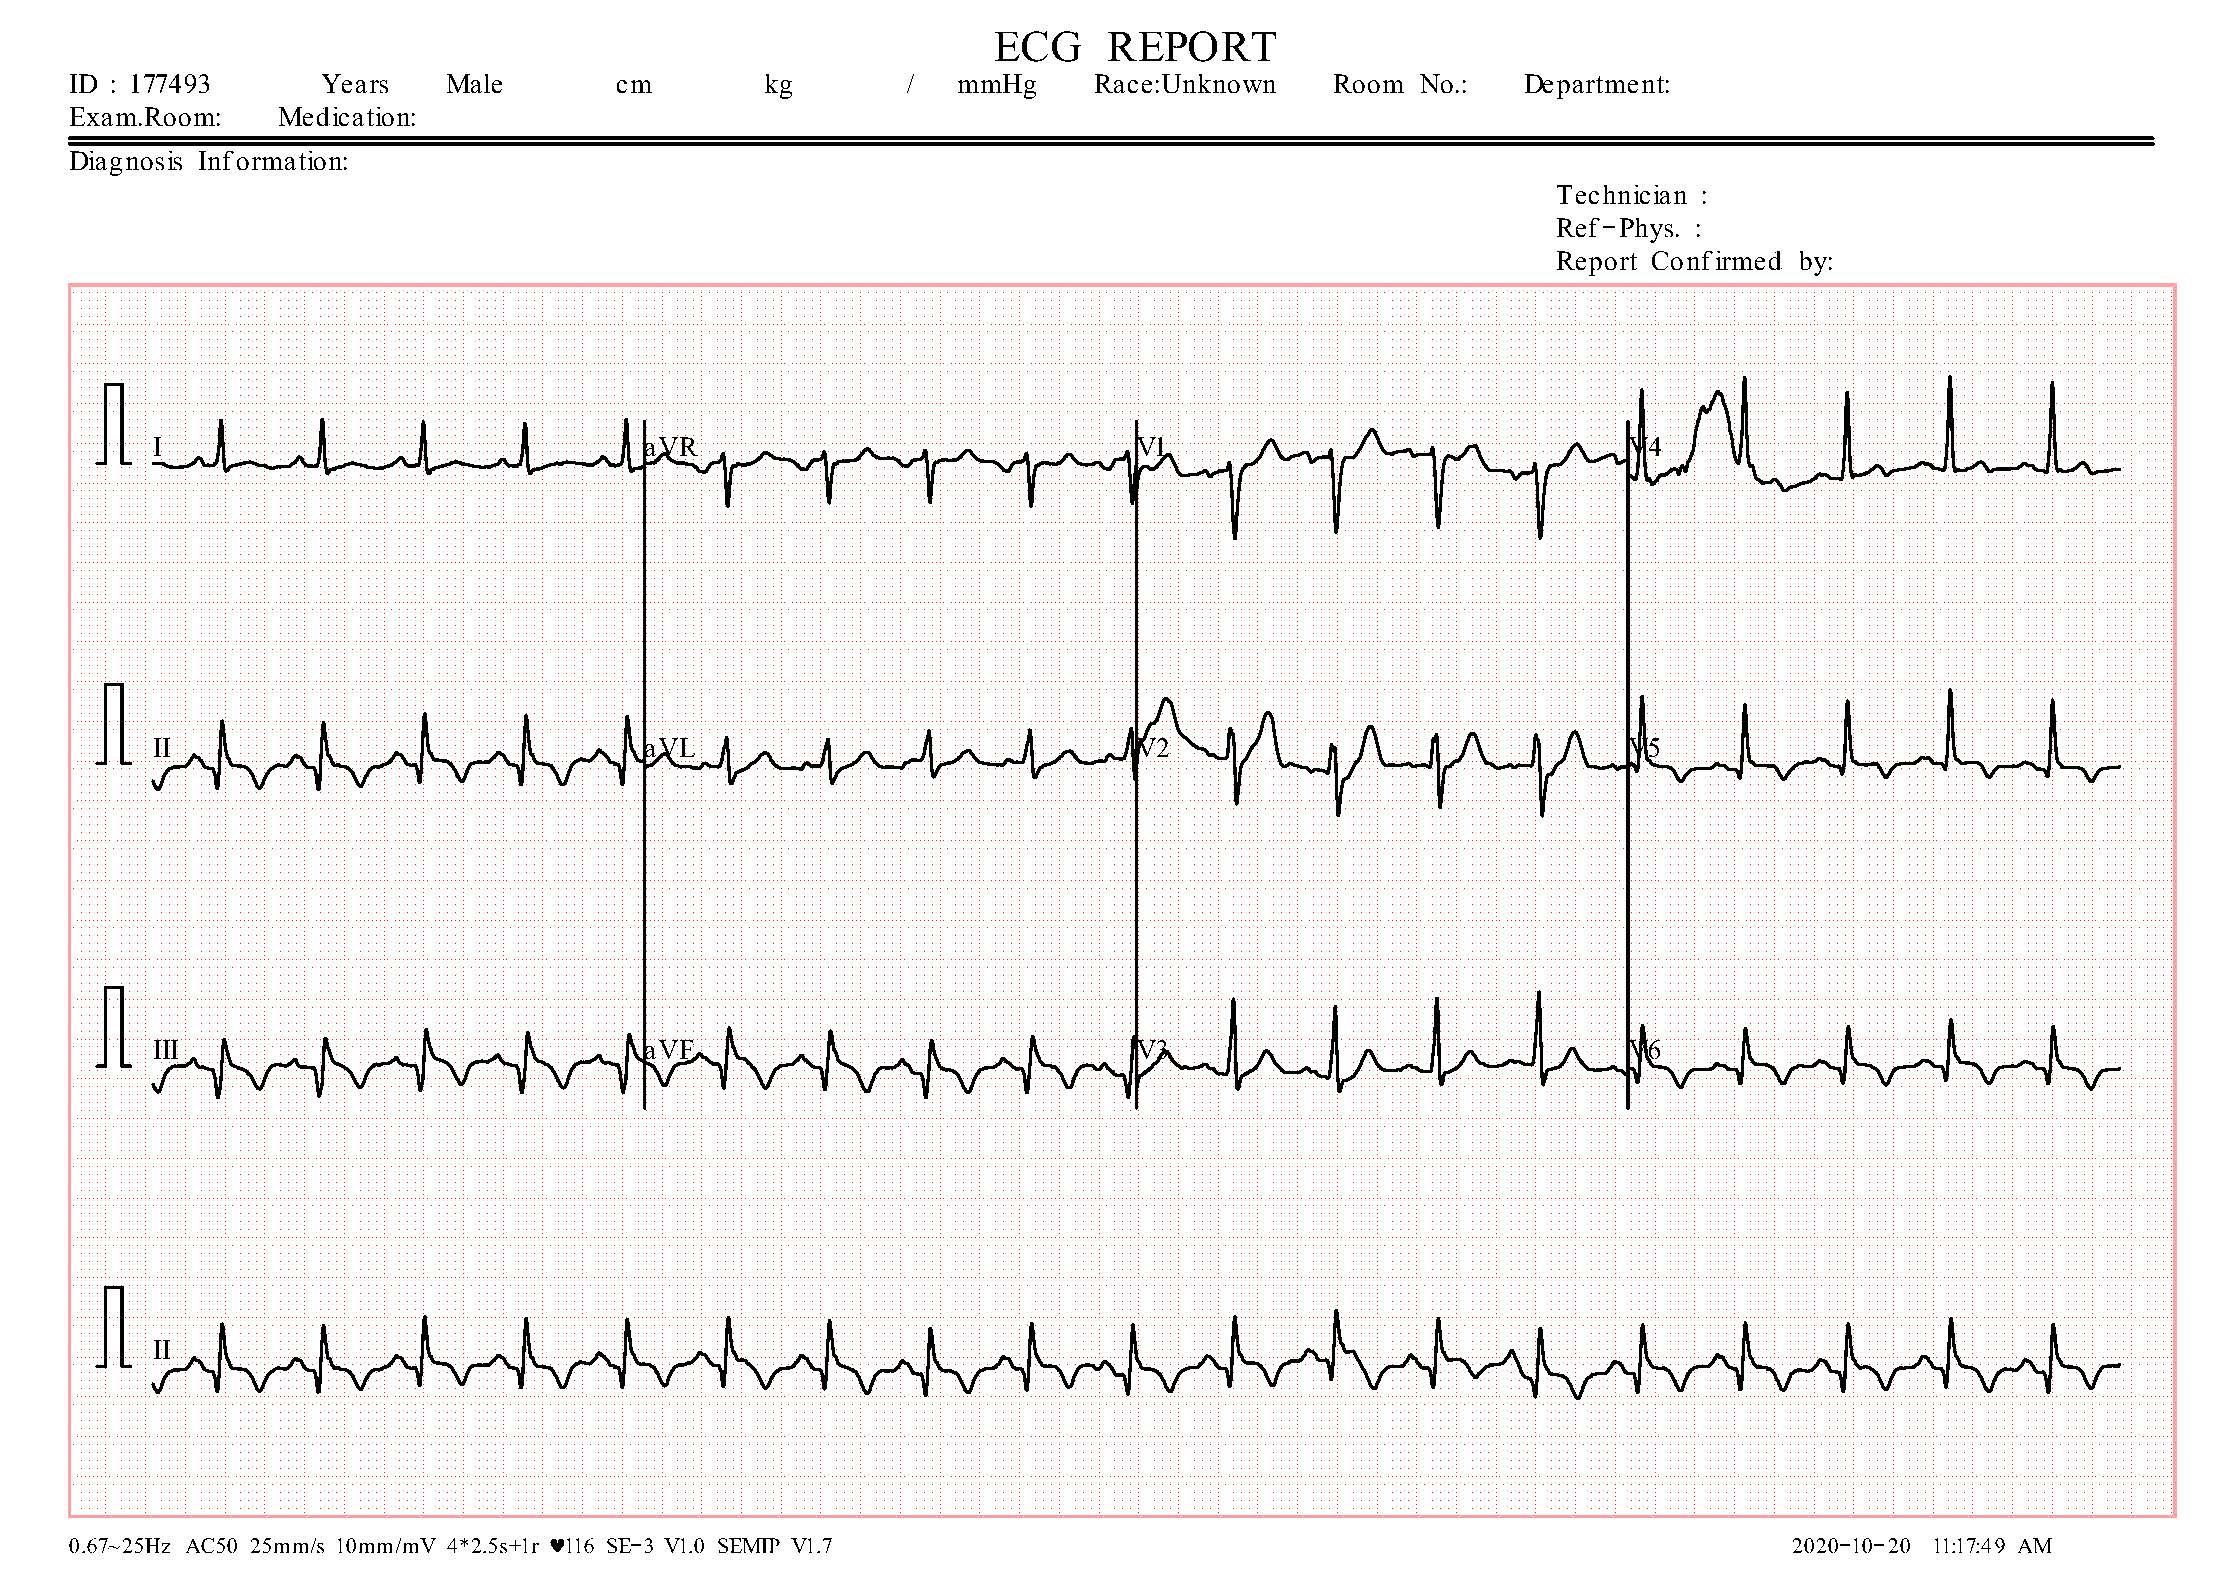 ECG REPORT
ID : 177493 Years Male cm kg / mmHg Race:Unknown Room No.: Department:
Exam.Room: Medication:
Diagnosis Information:
Technician :
Ref-Phys. :
Report Confirmed by:
I aVR V1 V4
II aVL V2 V5
III aVF V3 V6
II
0.67~25Hz AC50 25mm/s 10mm/mV 4*2.5s+1r ♥116 SE-3 V1.0 SEMIP V1.7 2020-10-20 11:17:49 AM